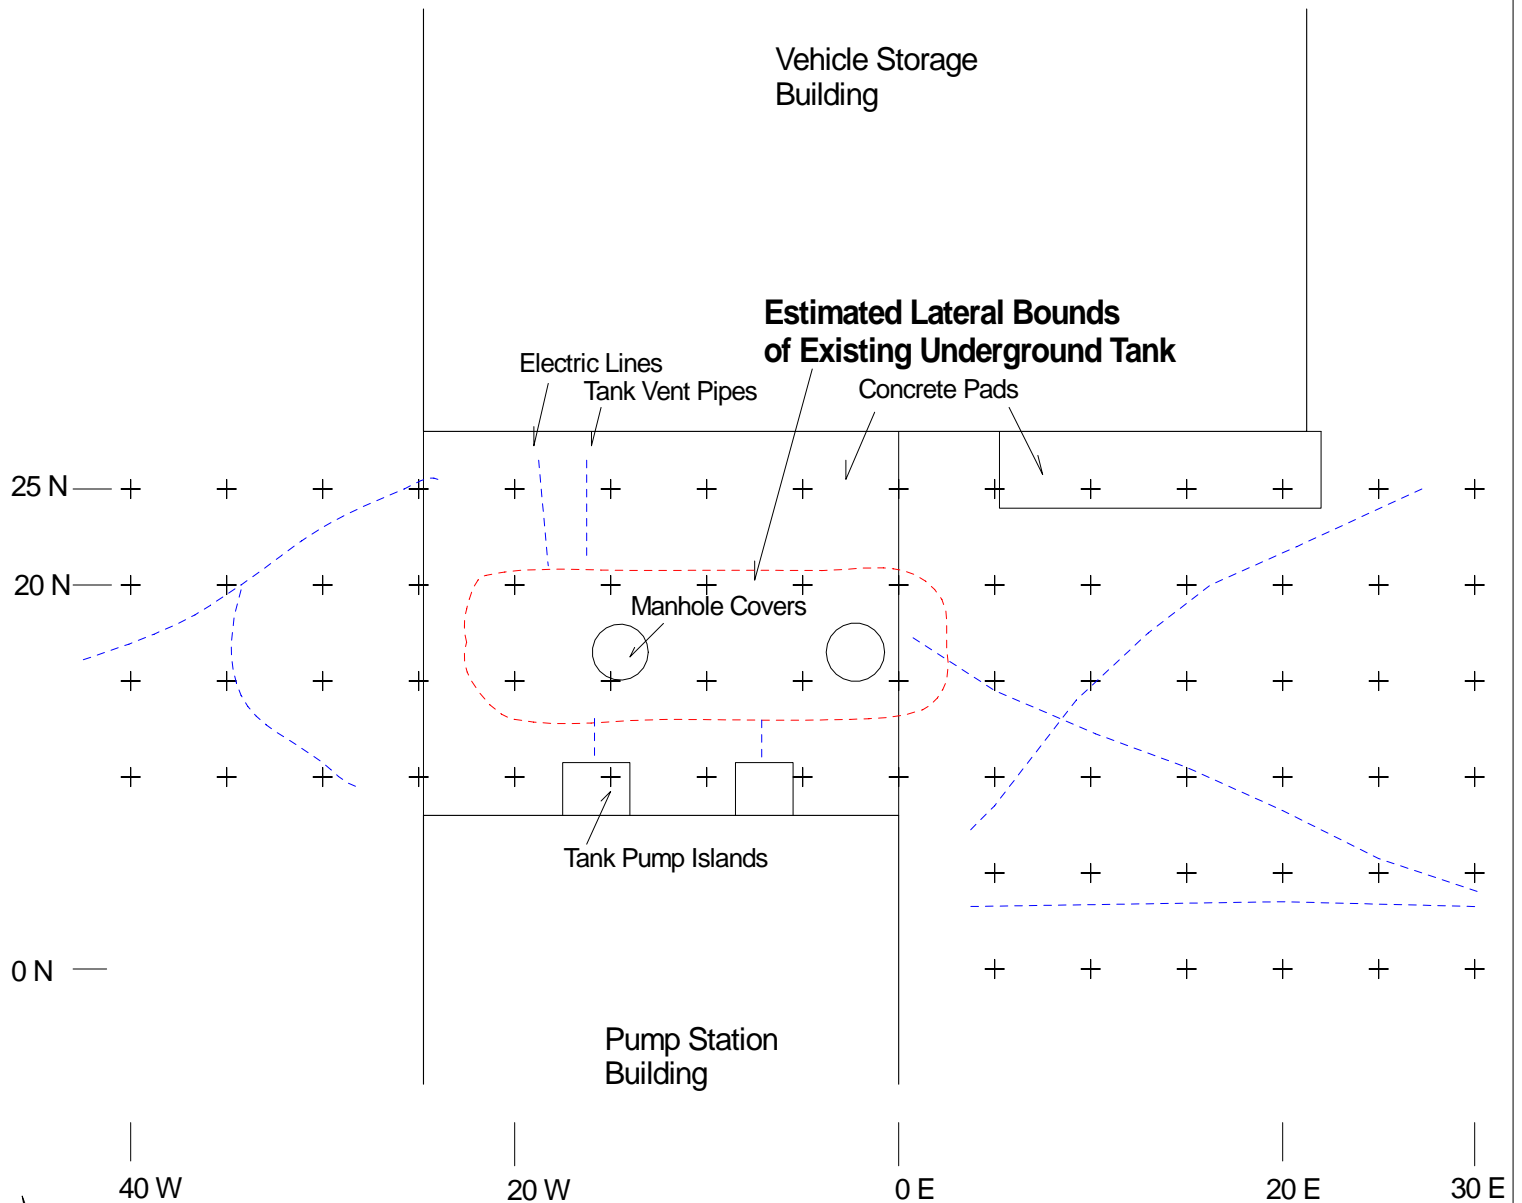 Vehicle Storage
Building
Estimated Lateral Bounds
of Existing Underground Tank
Electric Lines
Tank Vent Pipes
Concrete Pads
25 N
20 N
Manhole Covers
Tank Pump Islands
0 N
Pump Station
Building
40 W
20 W
0 E
20 E
30 E